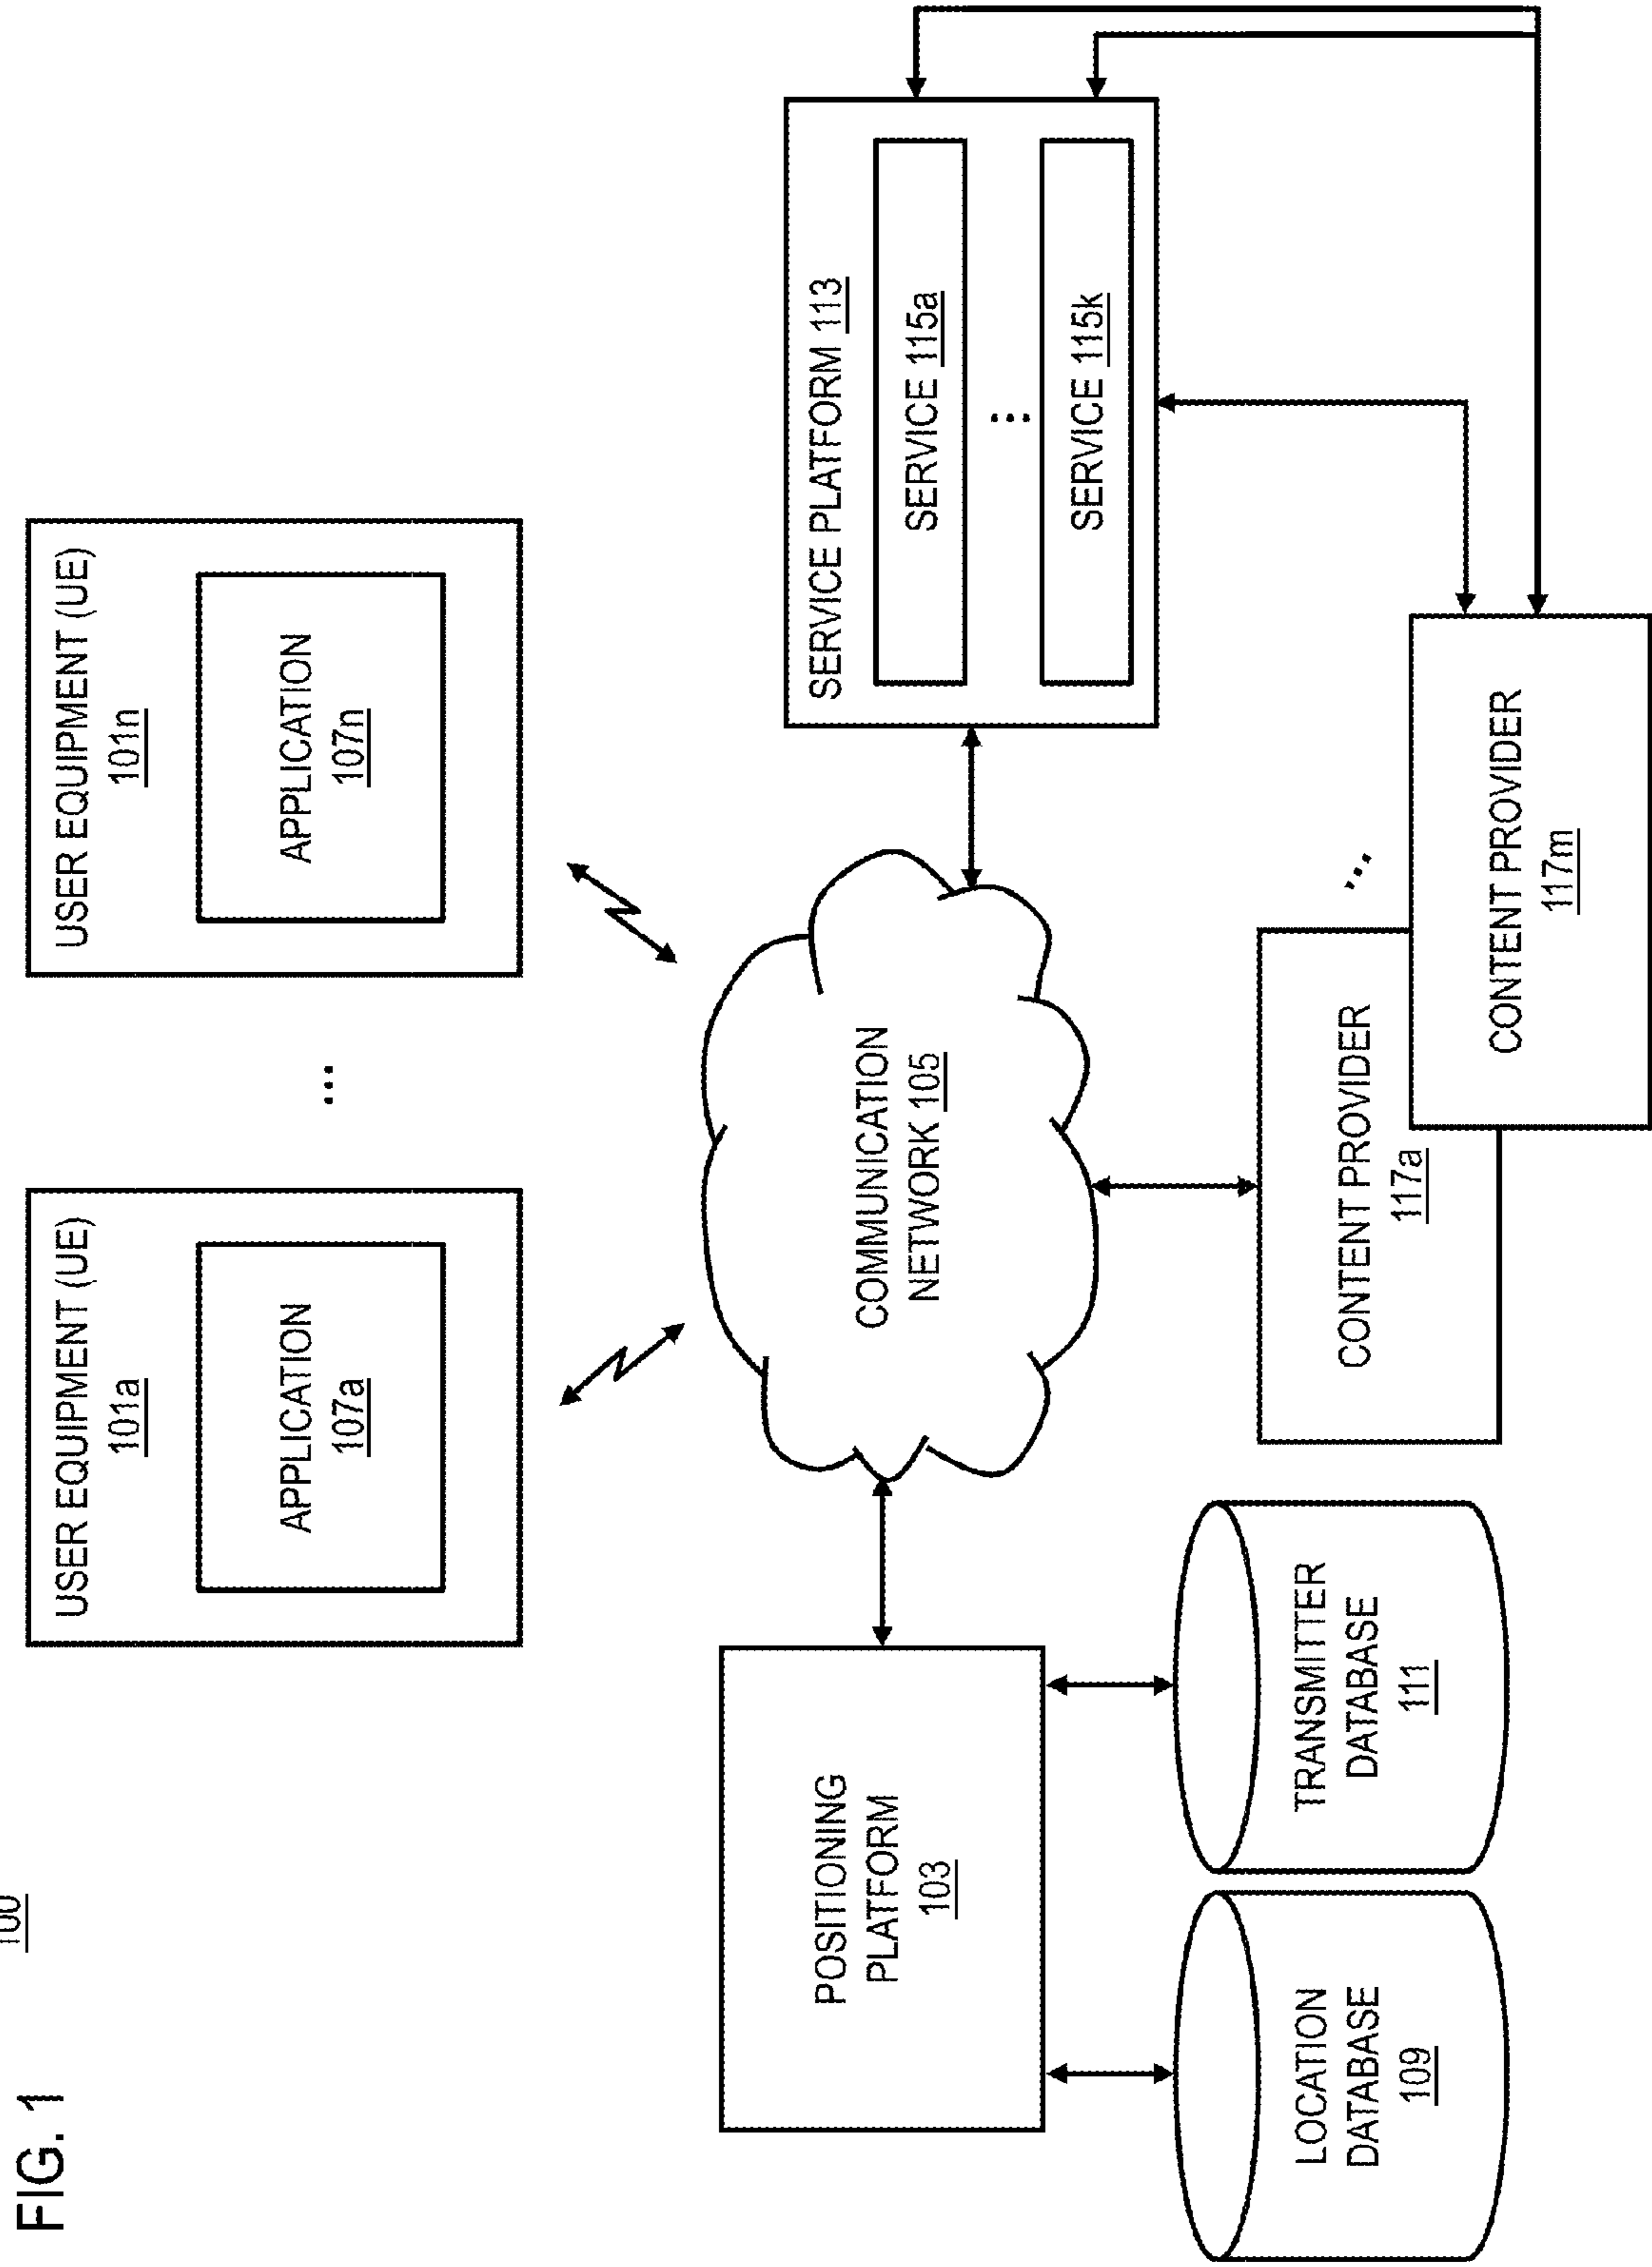 FIG. 1
100
USER EQUIPMENT (UE)
101a
APPLICATION
107a
...
USER EQUIPMENT (UE)
101n
APPLICATION
107n
COMMUNICATION
NETWORK 105
POSITIONING
PLATFORM
103
LOCATION
DATABASE
109
TRANSMITTER
DATABASE
111
SERVICE PLATFORM 113
SERVICE 115a
...
SERVICE 115k
CONTENT PROVIDER
117a
...
CONTENT PROVIDER
117m